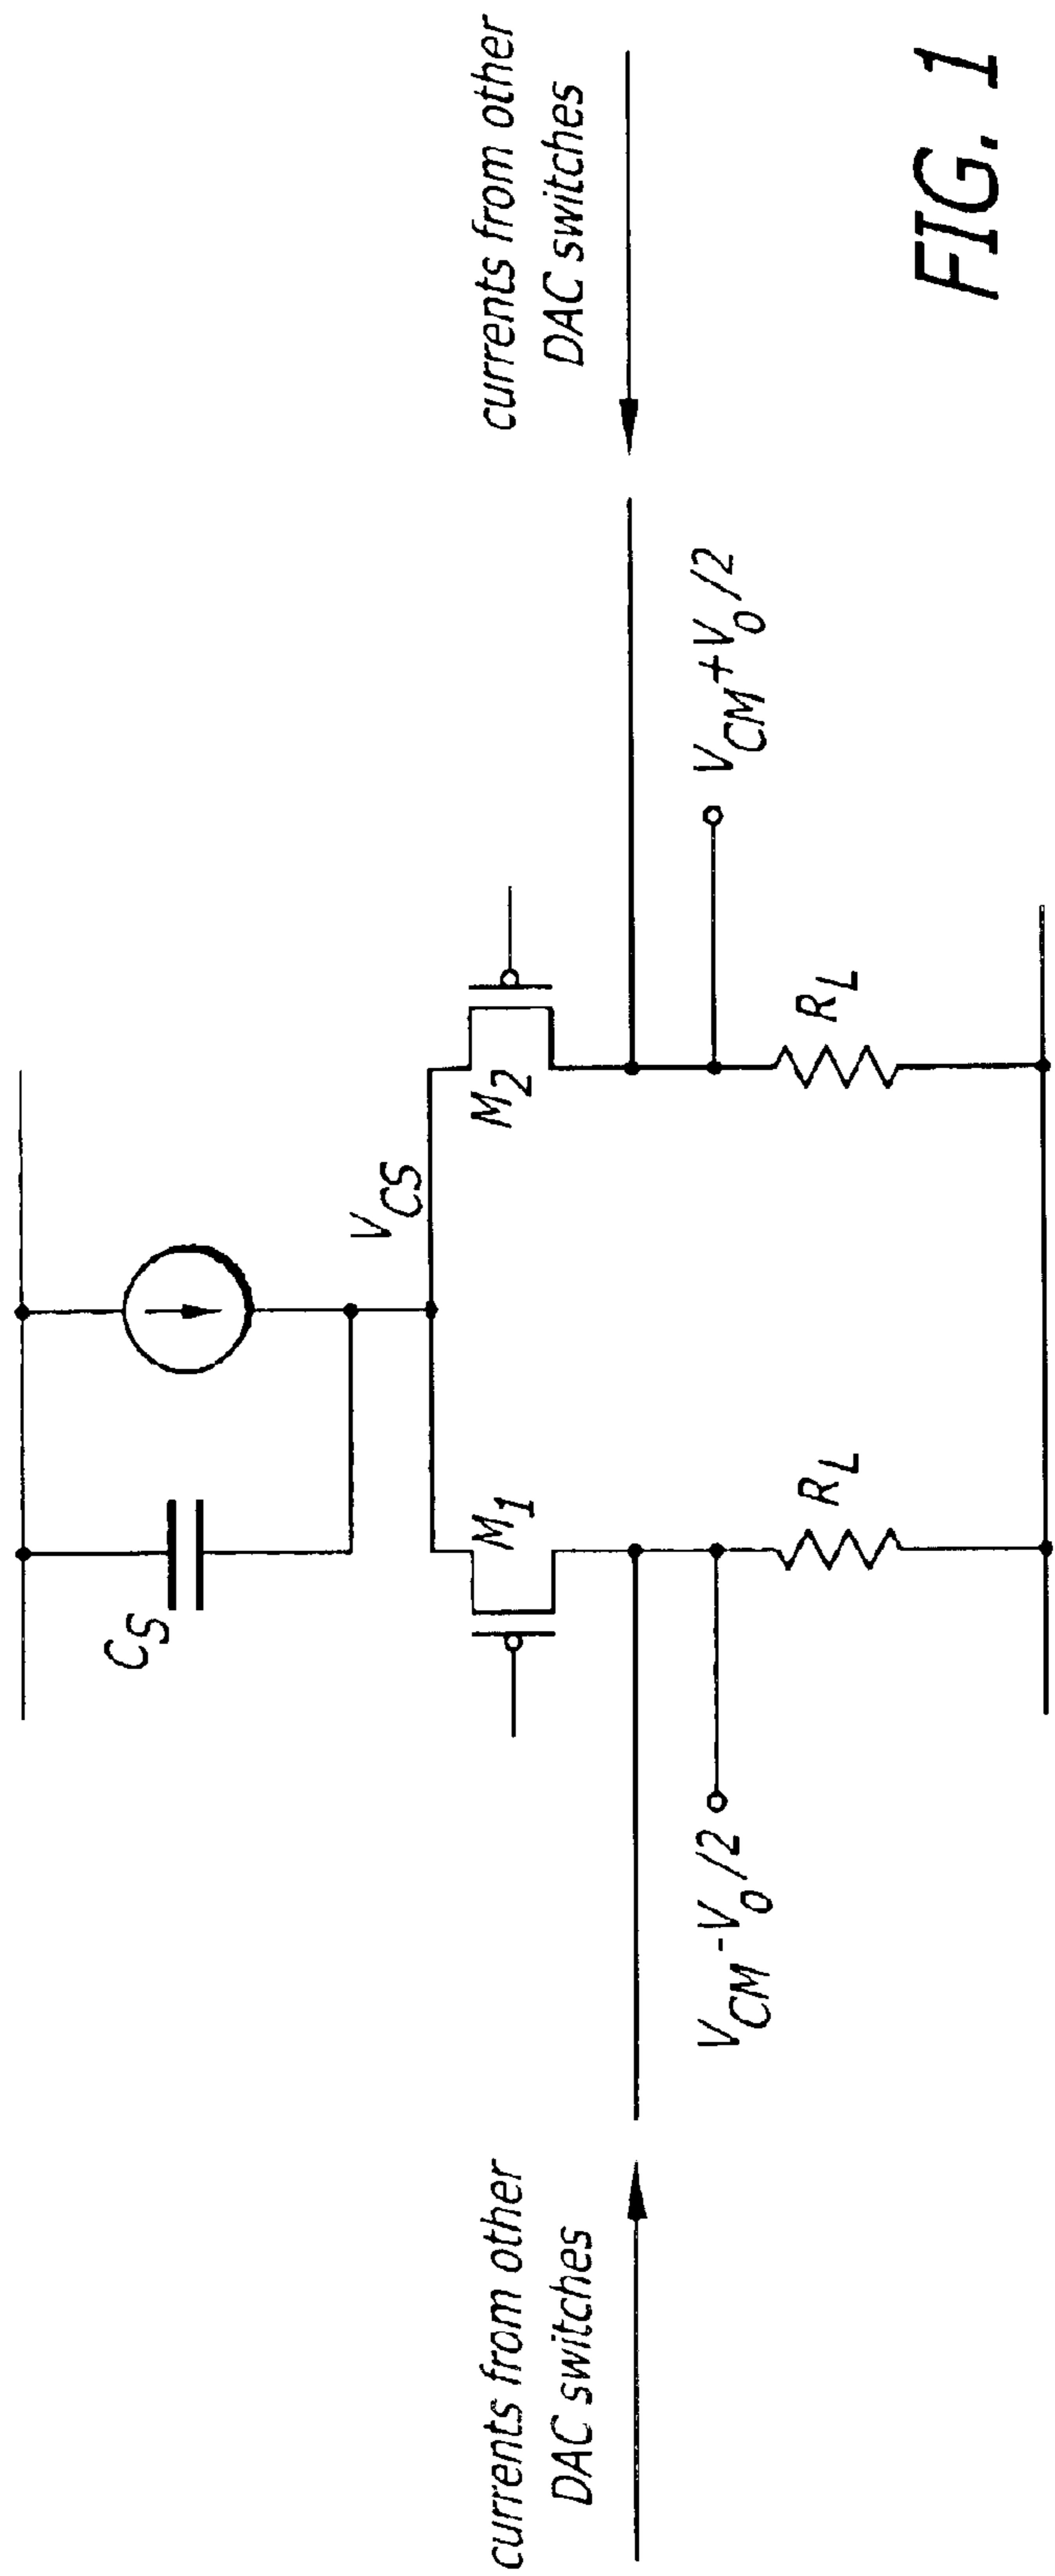 C_S
V_CS
currents from other
DAC switches
M_1
M_2
currents from other
DAC switches
V_CM-V_o/2
R_L
R_L
V_CM+V_o/2
FIG. 1